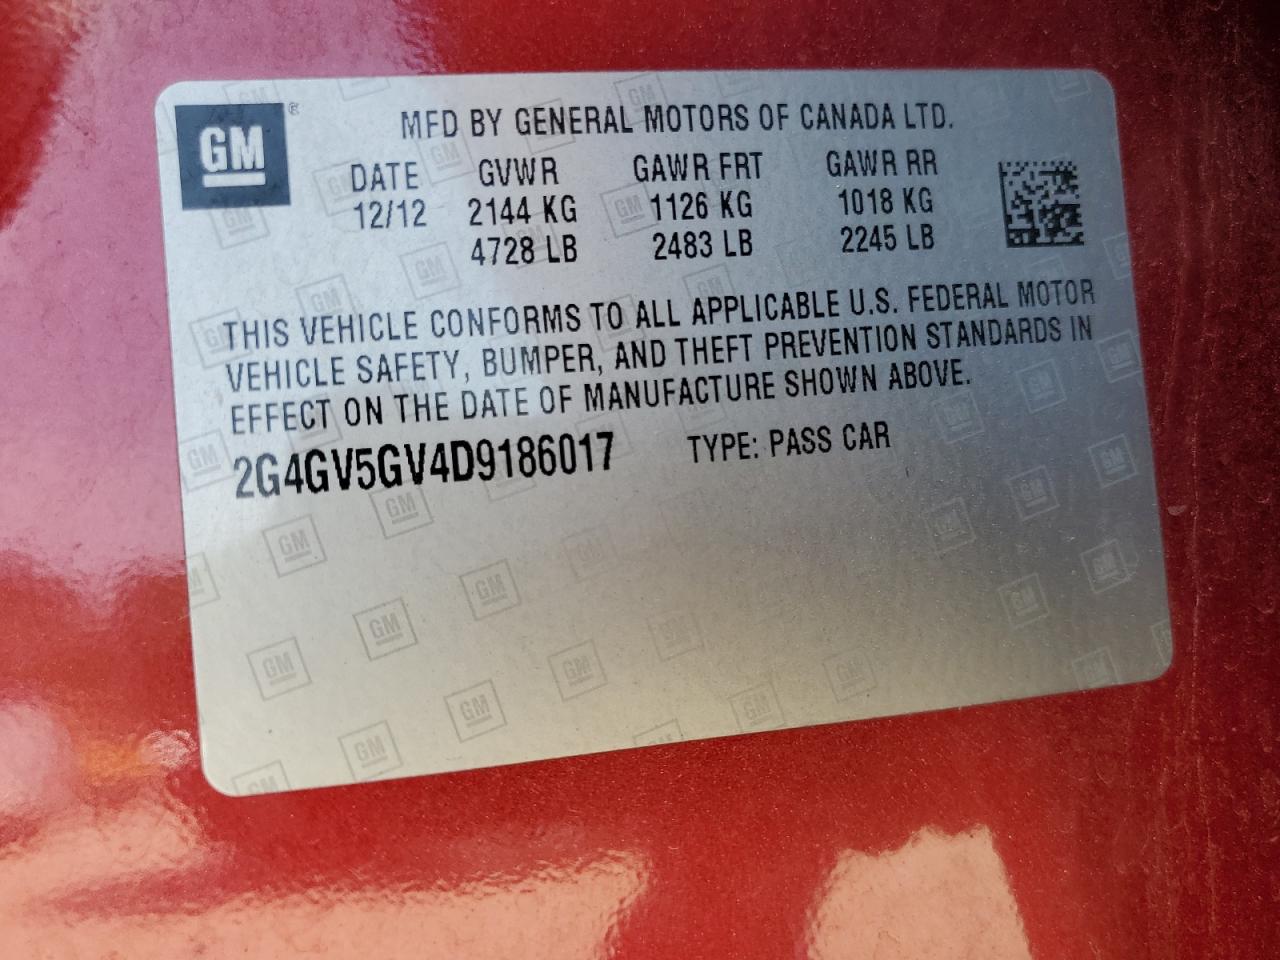 GM ®
MFD BY GENERAL MOTORS OF CANADA LTD.
DATE GVWR GAWR FRT GAWR RR
12/12 2144 KG 1126 KG 1018 KG
4728 LB 2483 LB 2245 LB
THIS VEHICLE CONFORMS TO ALL APPLICABLE U.S. FEDERAL MOTOR
VEHICLE SAFETY, BUMPER, AND THEFT PREVENTION STANDARDS IN
EFFECT ON THE DATE OF MANUFACTURE SHOWN ABOVE.
2G4GV5GV4D9186017 TYPE: PASS CAR